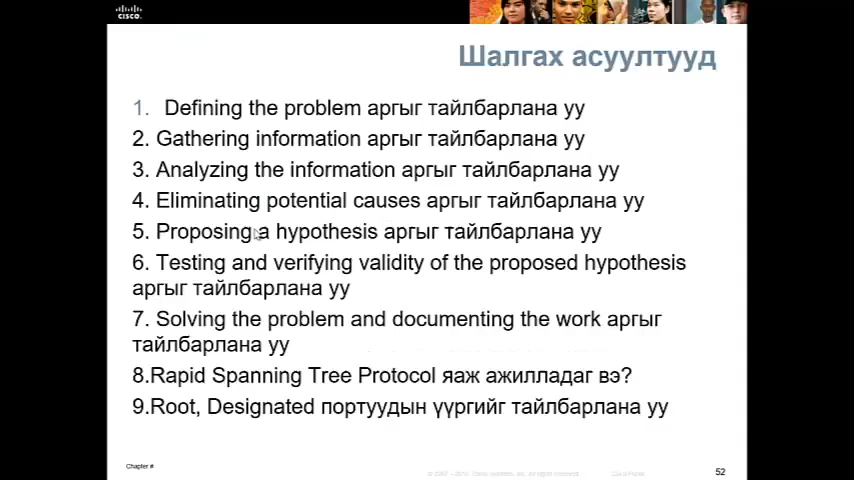 CISCO
Шалгах асуултууд
1. Defining the problem аргыг тайлбарлана уу
2. Gathering information аргыг тайлбарлана уу
3. Analyzing the information аргыг тайлбарлана уу
4. Eliminating potential causes аргыг тайлбарлана уу
5. Proposing a hypothesis аргыг тайлбарлана уу
6. Testing and verifying validity of the proposed hypothesis
аргыг тайлбарлана уу
7. Solving the problem and documenting the work аргыг
тайлбарлана уу
8.Rapid Spanning Tree Protocol яаж ажилладаг вэ?
9.Root, Designated портуудын үүргийг тайлбарлана уу
Chapter #
52